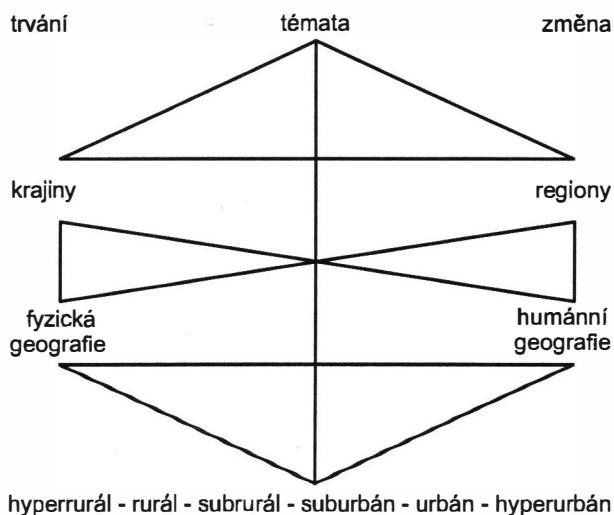 trvání témata změna
krajiny regiony
fyzická humánní
geografie geografie
hyperrurál - rurál - subrurál - suburbán - urbán - hyperurbán